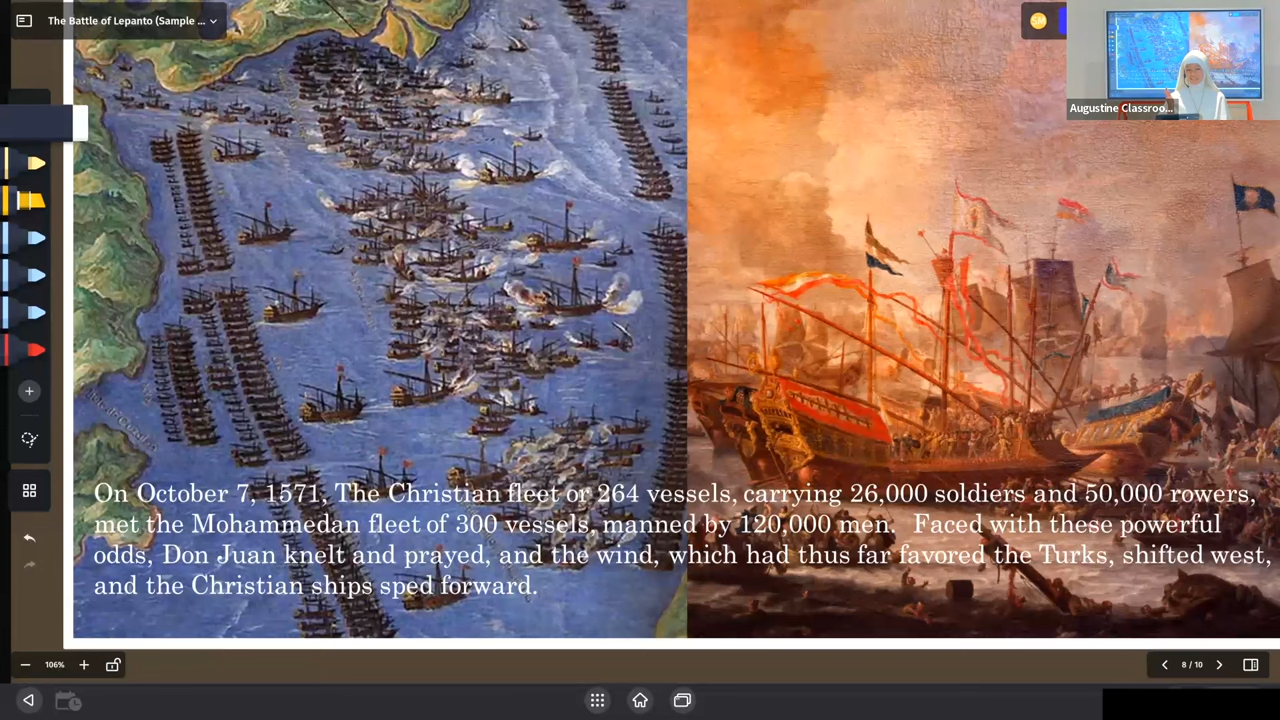 The Battle of Lepanto (Sample ...
SM
Augustine Classroo...
On October 7, 1571, The Christian fleet or 264 vessels, carrying 26,000 soldiers and 50,000 rowers,
met the Mohammedan fleet of 300 vessels, manned by 120,000 men. Faced with these powerful
odds, Don Juan knelt and prayed, and the wind, which had thus far favored the Turks, shifted west,
and the Christian ships sped forward.
106%
8 / 10